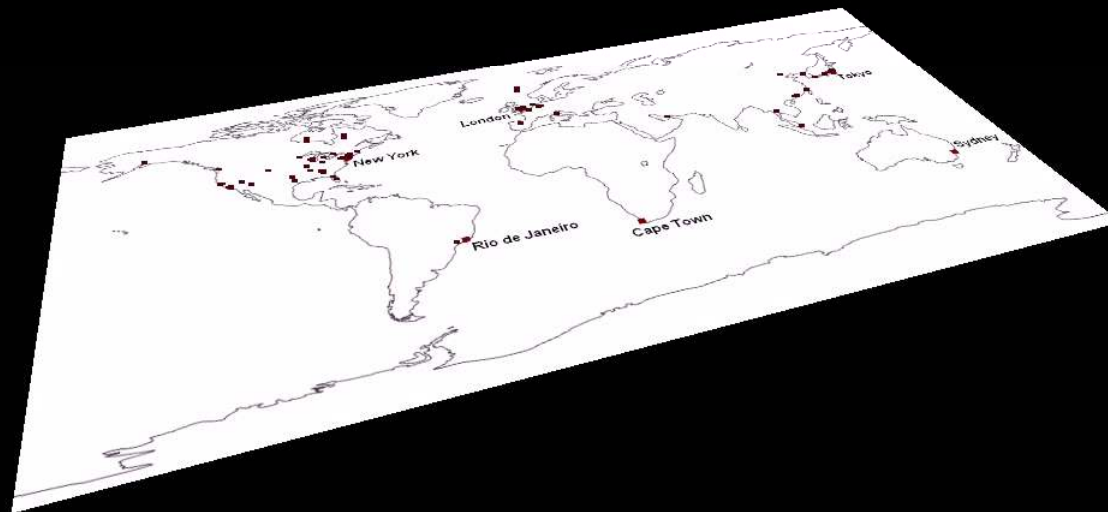 Tokyo
London
Sydney
New York
Rio de Janeiro
Cape Town